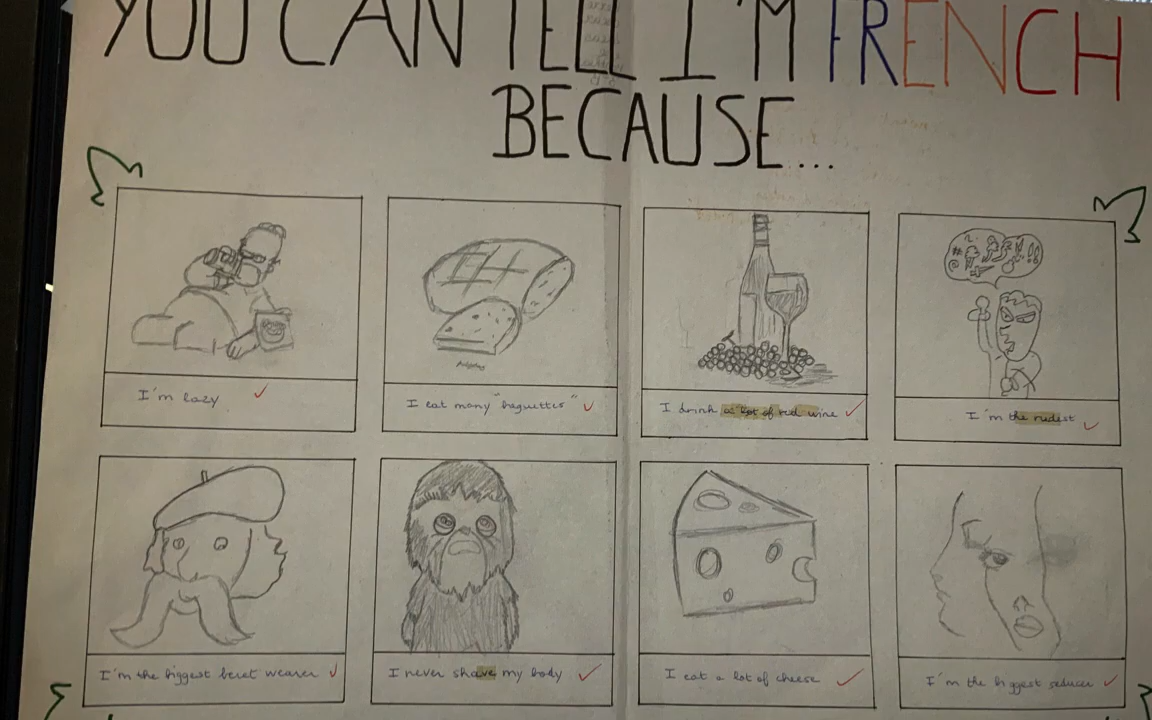 YOU CAN TELL I'M FRENCH
BECAUSE...
I'm lazy
I eat many "baguettes"
I drink a lot of red wine
I'm the rudest
I'm the biggest beret wearer
I never shave my body
I eat a lot of cheese
I'm the biggest seducer